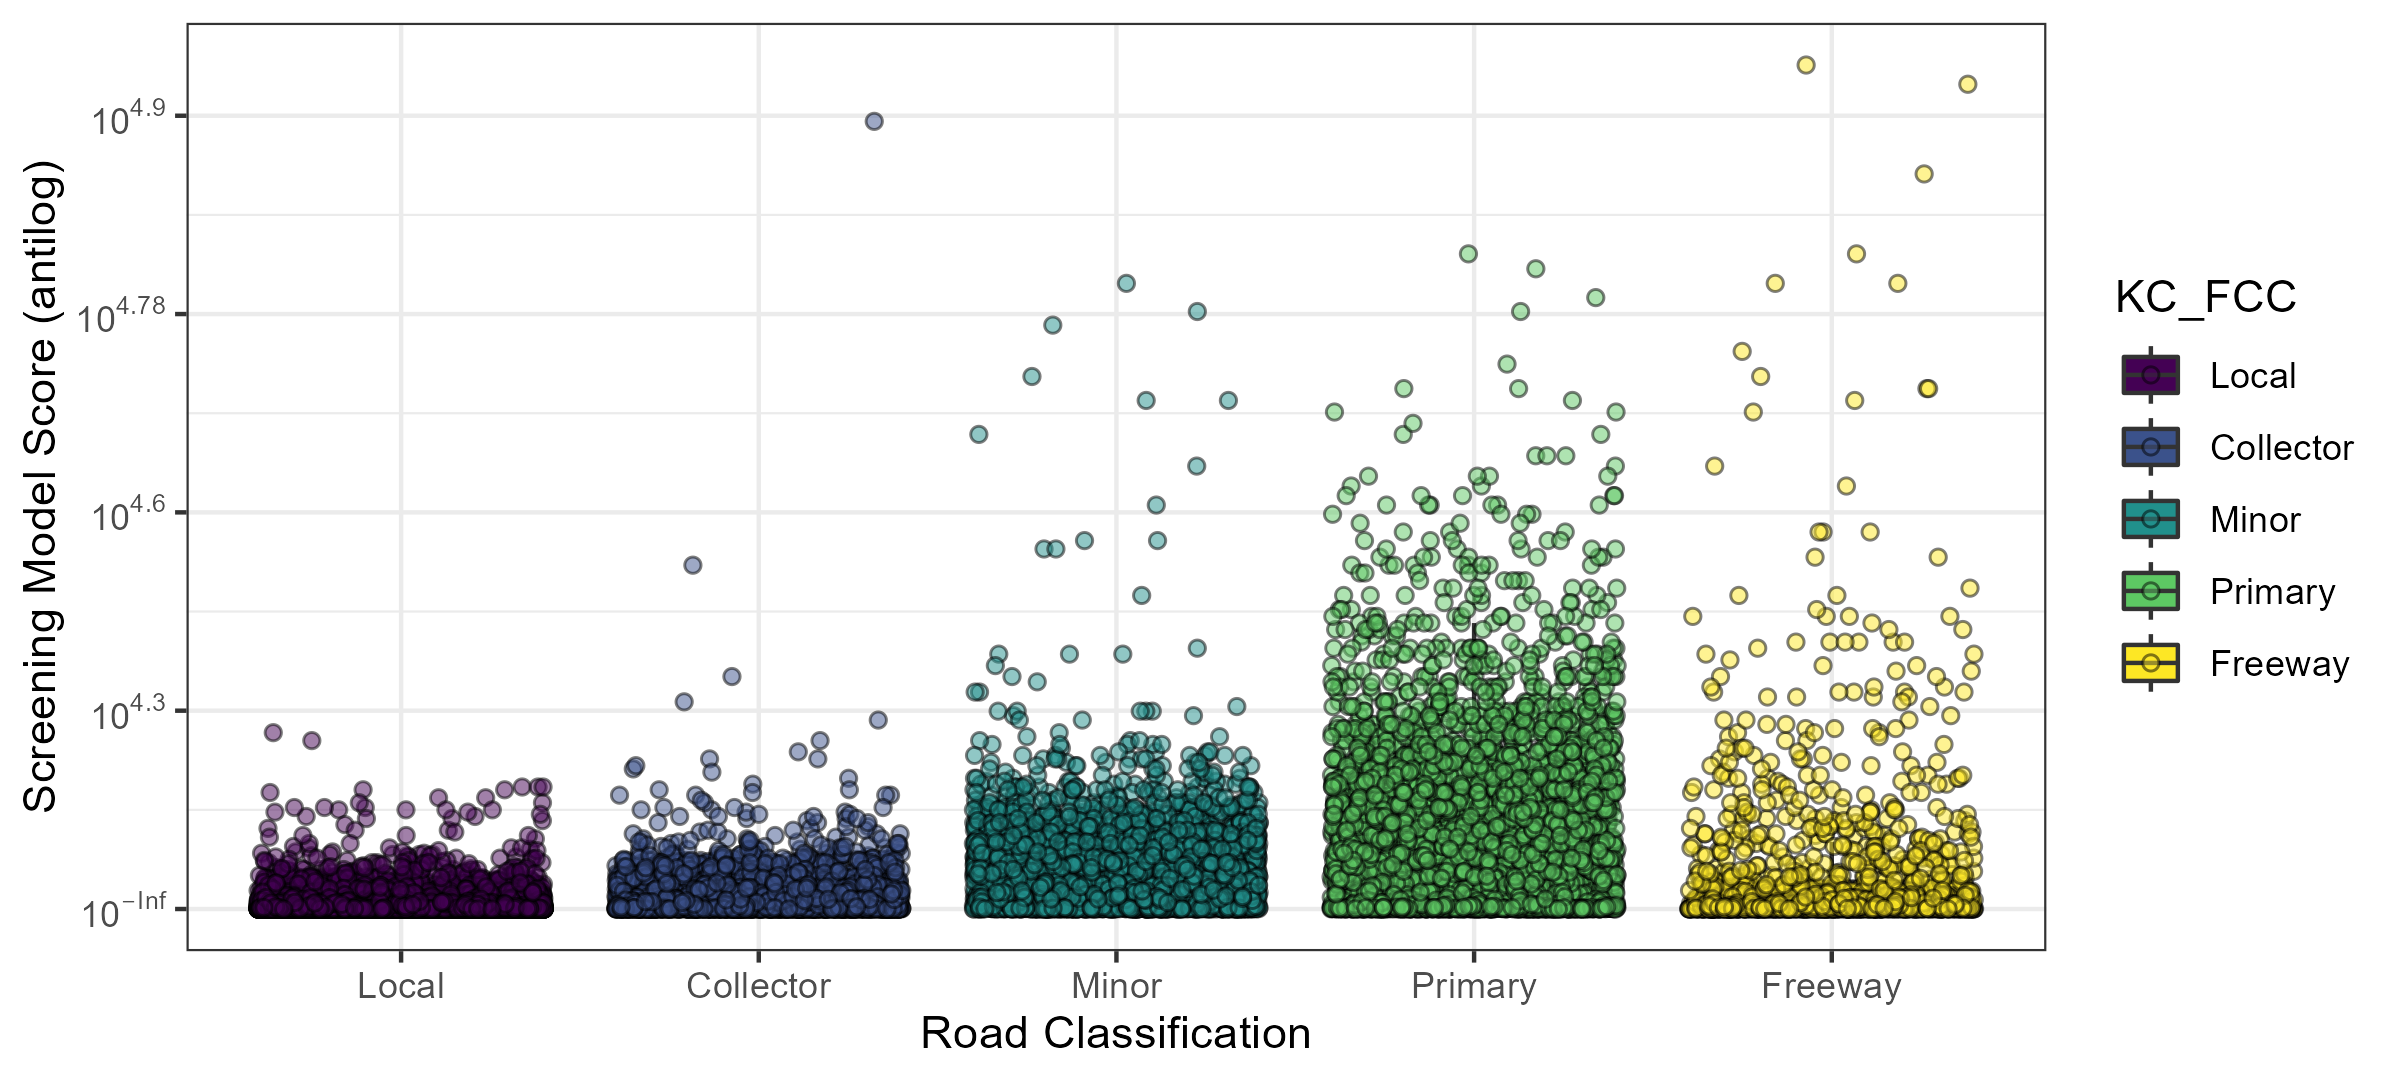 Screening Model Score (antilog)
10^4.9
10^4.78
10^4.6
10^4.3
10^−Inf
Local Collector Minor Primary Freeway
Road Classification
KC_FCC
Local
Collector
Minor
Primary
Freeway